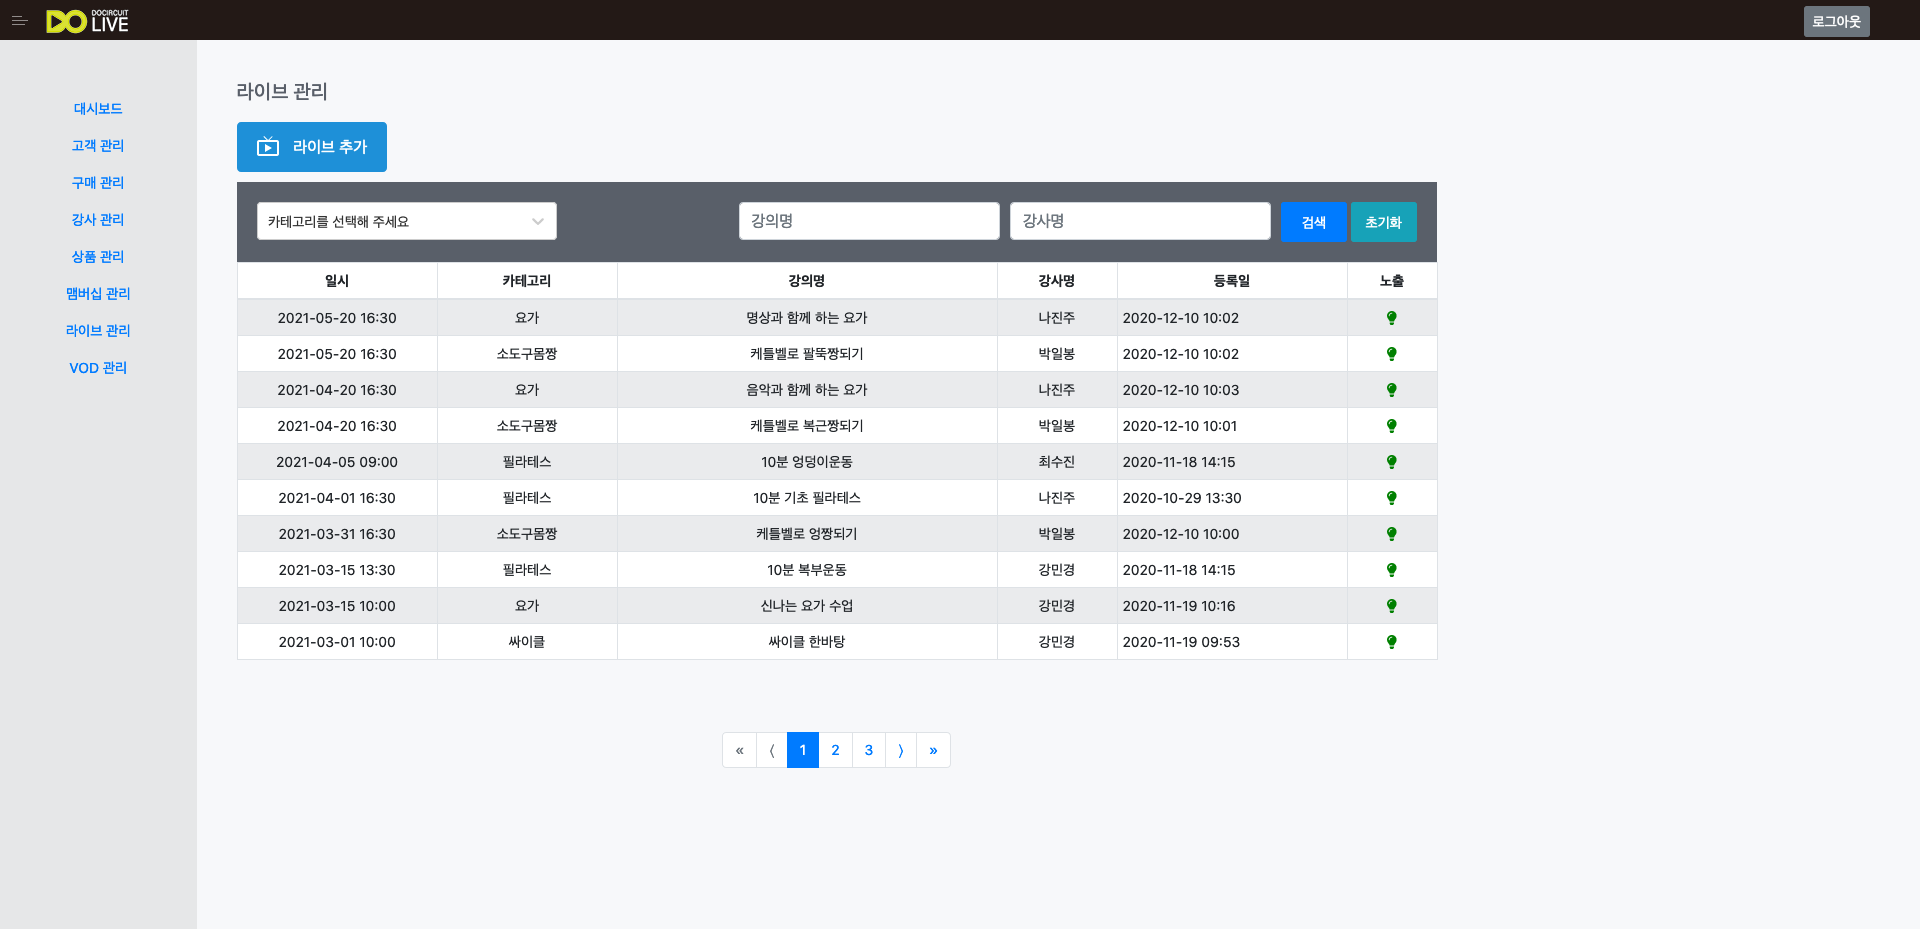 DO DOCIRCUIT LIVE
로그아웃
대시보드
고객 관리
구매 관리
강사 관리
상품 관리
맴버십 관리
라이브 관리
VOD 관리
라이브 관리
라이브 추가
카테고리를 선택해 주세요 강의명 강사명 검색 초기화
일시 카테고리 강의명 강사명 등록일 노출
2021-05-20 16:30 요가 명상과 함께 하는 요가 나진주 2020-12-10 10:02
2021-05-20 16:30 소도구몸짱 케틀벨로 팔뚝짱되기 박일봉 2020-12-10 10:02
2021-04-20 16:30 요가 음악과 함께 하는 요가 나진주 2020-12-10 10:03
2021-04-20 16:30 소도구몸짱 케틀벨로 복근짱되기 박일봉 2020-12-10 10:01
2021-04-05 09:00 필라테스 10분 엉덩이운동 최수진 2020-11-18 14:15
2021-04-01 16:30 필라테스 10분 기초 필라테스 나진주 2020-10-29 13:30
2021-03-31 16:30 소도구몸짱 케틀벨로 엉짱되기 박일봉 2020-12-10 10:00
2021-03-15 13:30 필라테스 10분 복부운동 강민경 2020-11-18 14:15
2021-03-15 10:00 요가 신나는 요가 수업 강민경 2020-11-19 10:16
2021-03-01 10:00 싸이클 싸이클 한바탕 강민경 2020-11-19 09:53
« ⟨ 1 2 3 ⟩ »